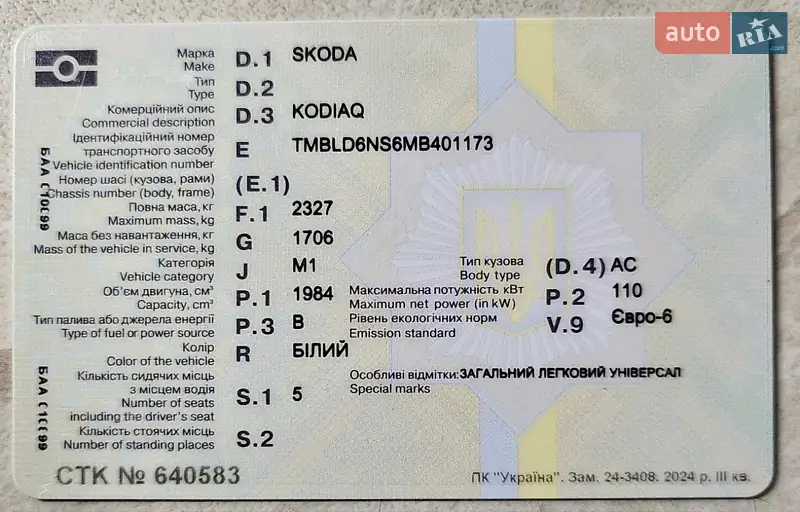 auto RIA.com
Марка
Make D.1 SKODA
Тип
Type D.2
Комерційний опис
Commercial description D.3 KODIAQ
Ідентифікаційний номер
транспортного засобу
Vehicle identification number E TMBLD6NS6MB401173
Номер шасі (кузова, рами)
Chassis number (body, frame) (E.1)
Повна маса, кг
Maximum mass, kg F.1 2327
Маса без навантаження, кг
Mass of the vehicle in service, kg G 1706
Категорія
Vehicle category J M1
Тип кузова
Body type (D.4) AC
Об'єм двигуна, см³
Capacity, cm³ P.1 1984
Максимальна потужність кВт
Maximum net power (in kW) P.2 110
Тип палива або джерела енергії
Type of fuel or power source P.3 B
Рівень екологічних норм
Emission standard V.9 Євро-6
Колір
Color of the vehicle R БІЛИЙ
Особливі відмітки: ЗАГАЛЬНИЙ ЛЕГКОВИЙ УНІВЕРСАЛ
Special marks
Кількість сидячих місць
з місцем водія
Number of seats
including the driver's seat S.1 5
Кількість стоячих місць
Number of standing places S.2
СТК № 640583
ПК "Україна". Зам. 24-3408. 2024 р. III кв.
БАА
БАА